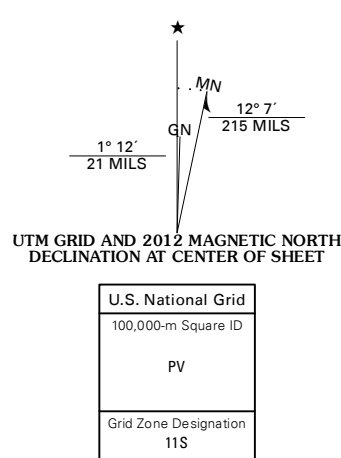 ★
MN
12° 7´
215 MILS
GN
1° 12´
21 MILS
UTM GRID AND 2012 MAGNETIC NORTH
DECLINATION AT CENTER OF SHEET
U.S. National Grid
100,000-m Square ID
PV
Grid Zone Designation
11S